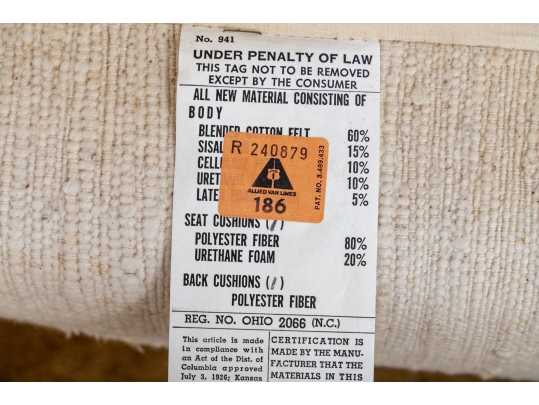 No. 941
UNDER PENALTY OF LAW
THIS TAG NOT TO BE REMOVED
EXCEPT BY THE CONSUMER
ALL NEW MATERIAL CONSISTING OF
BODY
BLENDED COTTON FELT 60%
SISAL 15%
10%
10%
5%
R 240879
ALLIED VAN LINES
186
PAT. NO. 3,489,433
SEAT CUSHIONS (/)
POLYESTER FIBER 80%
URETHANE FOAM 20%
BACK CUSHIONS (/)
POLYESTER FIBER
REG. NO. OHIO 2066 (N.C.)
This article is made
in compliance with
an Act of the Dist. of
Columbia approved
July 3, 1926; Kansas
CERTIFICATION IS
MADE BY THE MANU-
FACTURER THAT THE
MATERIALS IN THIS